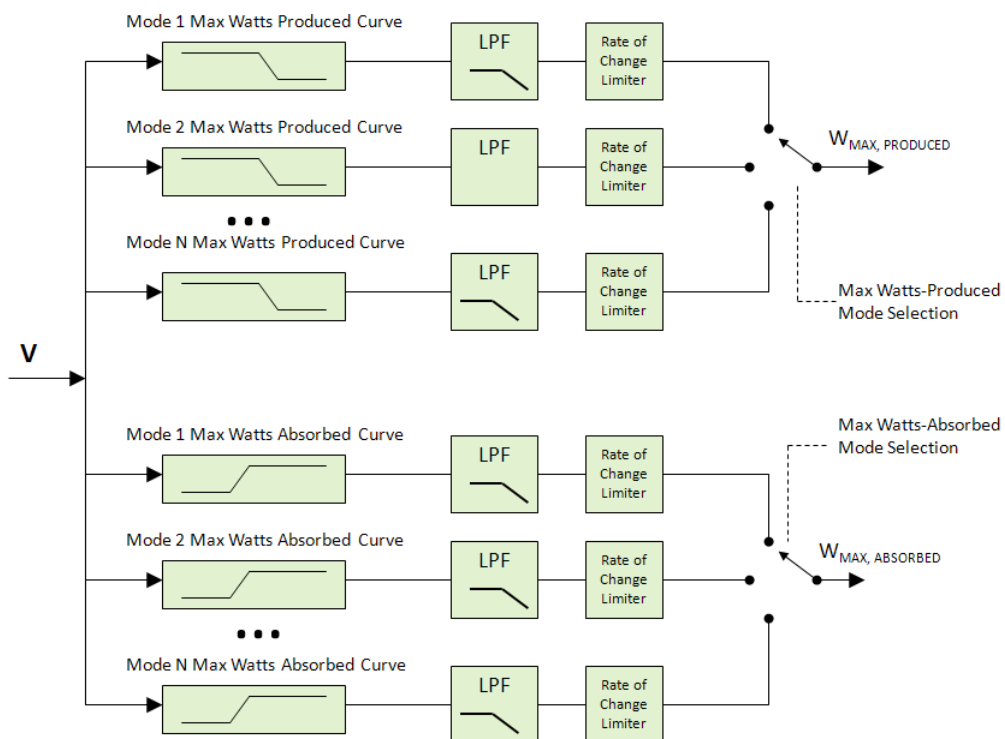 Mode 1 Max Watts Produced Curve
LPF
Rate of
Change
Limiter
Mode 2 Max Watts Produced Curve
LPF
Rate of
Change
Limiter
W MAX, PRODUCED
...
Mode N Max Watts Produced Curve
LPF
Rate of
Change
Limiter
Max Watts-Produced
Mode Selection
V
Mode 1 Max Watts Absorbed Curve
LPF
Rate of
Change
Limiter
Max Watts-Absorbed
Mode Selection
Mode 2 Max Watts Absorbed Curve
LPF
Rate of
Change
Limiter
W MAX, ABSORBED
...
Mode N Max Watts Absorbed Curve
LPF
Rate of
Change
Limiter